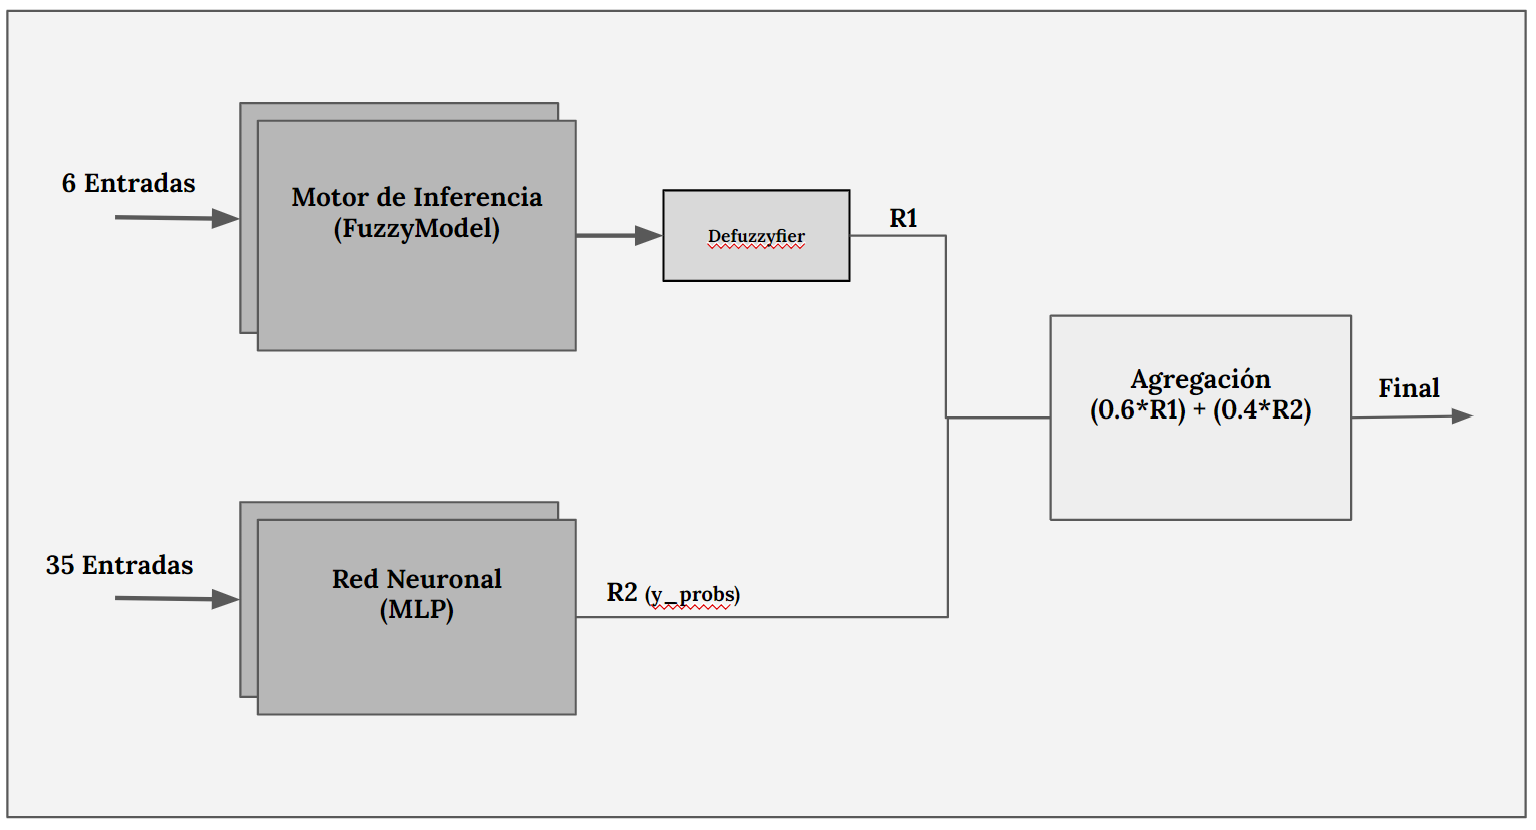 6 Entradas
Motor de Inferencia
(FuzzyModel)
Defuzzyfier
R1
Agregación
(0.6*R1) + (0.4*R2)
Final
35 Entradas
Red Neuronal
(MLP)
R2 (y_probs)